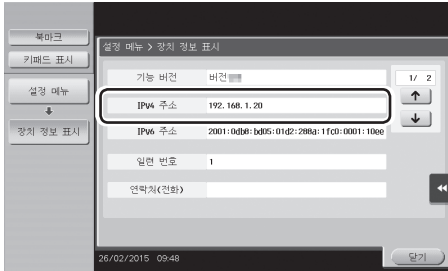 북마크
키패드 표시
설정 메뉴
장치 정보 표시
설정 메뉴 > 장치 정보 표시
기능 버전 버전
1/ 2
IPv4 주소 192.168.1.20
IPv6 주소 2001:0db8:bd05:01d2:288a:1fc0:0001:10ee
일련 번호 1
연락처(전화)
26/02/2015 09:48
닫기